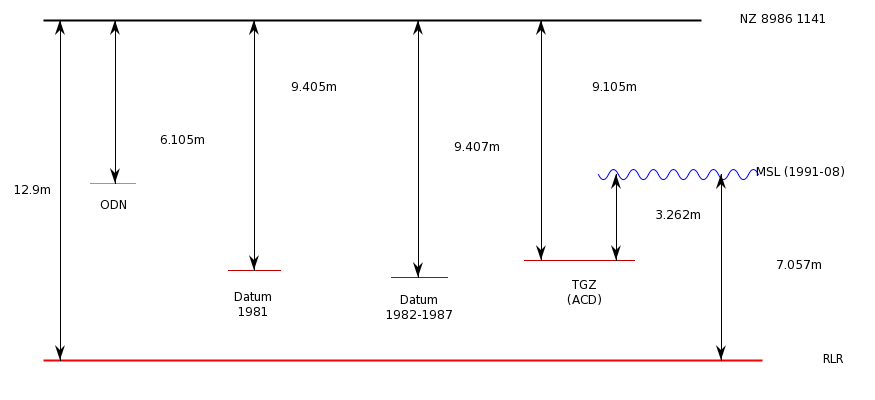 NZ 8986 1141
9.405m
9.105m
6.105m
9.407m
MSL (1991-08)
12.9m
ODN
3.262m
7.057m
TGZ
(ACD)
Datum
1981
Datum
1982-1987
RLR